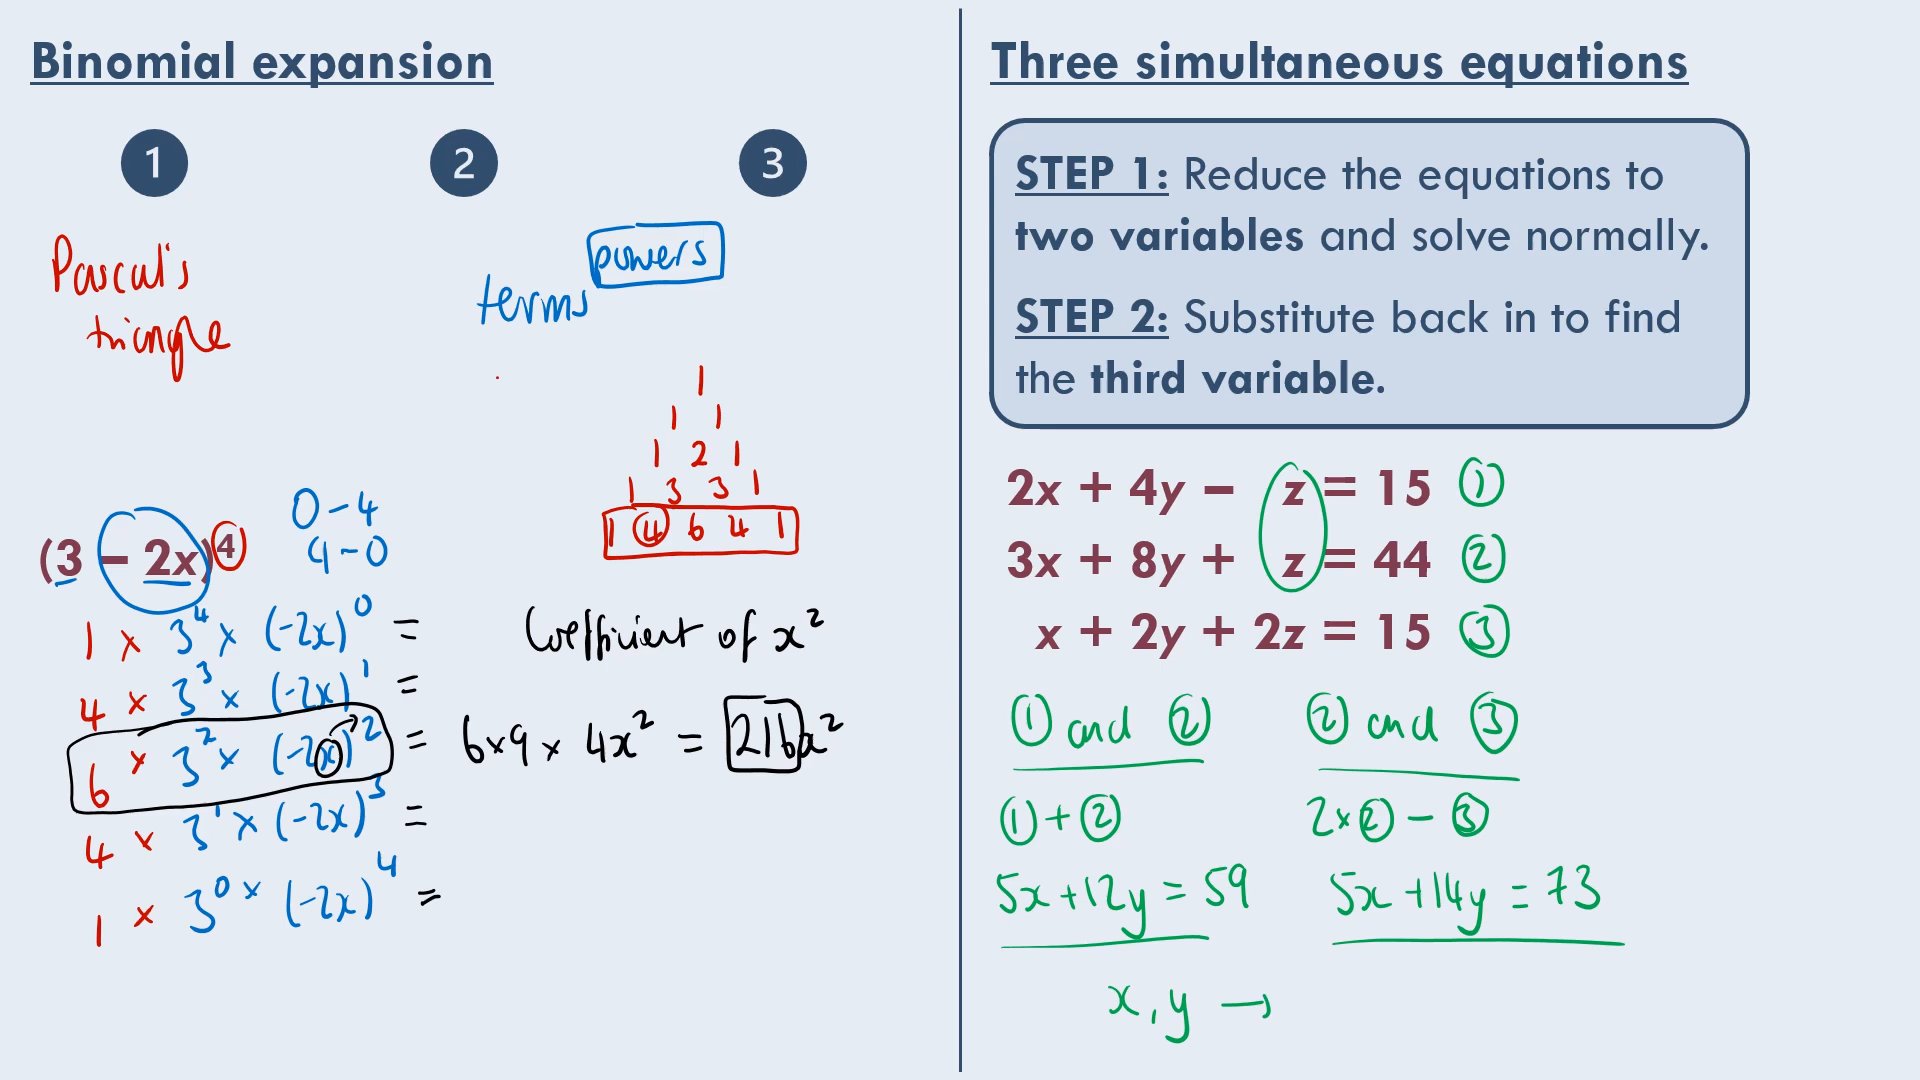 Binomial expansion
1 2 3
Pascal's
triangle
powers
terms
1
1 1
1 2 1
1 3 3 1
1 4 6 4 1
0 – 4
4 – 0
(3 – 2x)⁴
1 × 3⁴ × (-2x)⁰ =
4 × 3³ × (-2x)¹ =
6 × 3² × (-2x)² = 6×9 × 4x² = 216x²
4 × 3¹ × (-2x)³ =
1 × 3⁰ × (-2x)⁴ =
Coefficient of x²
Three simultaneous equations
STEP 1: Reduce the equations to
two variables and solve normally.
STEP 2: Substitute back in to find
the third variable.
2x + 4y – z = 15 ①
3x + 8y + z = 44 ②
x + 2y + 2z = 15 ③
① and ② ② and ③
① + ② 2×② – ③
5x+12y = 59 5x+14y = 73
x, y →